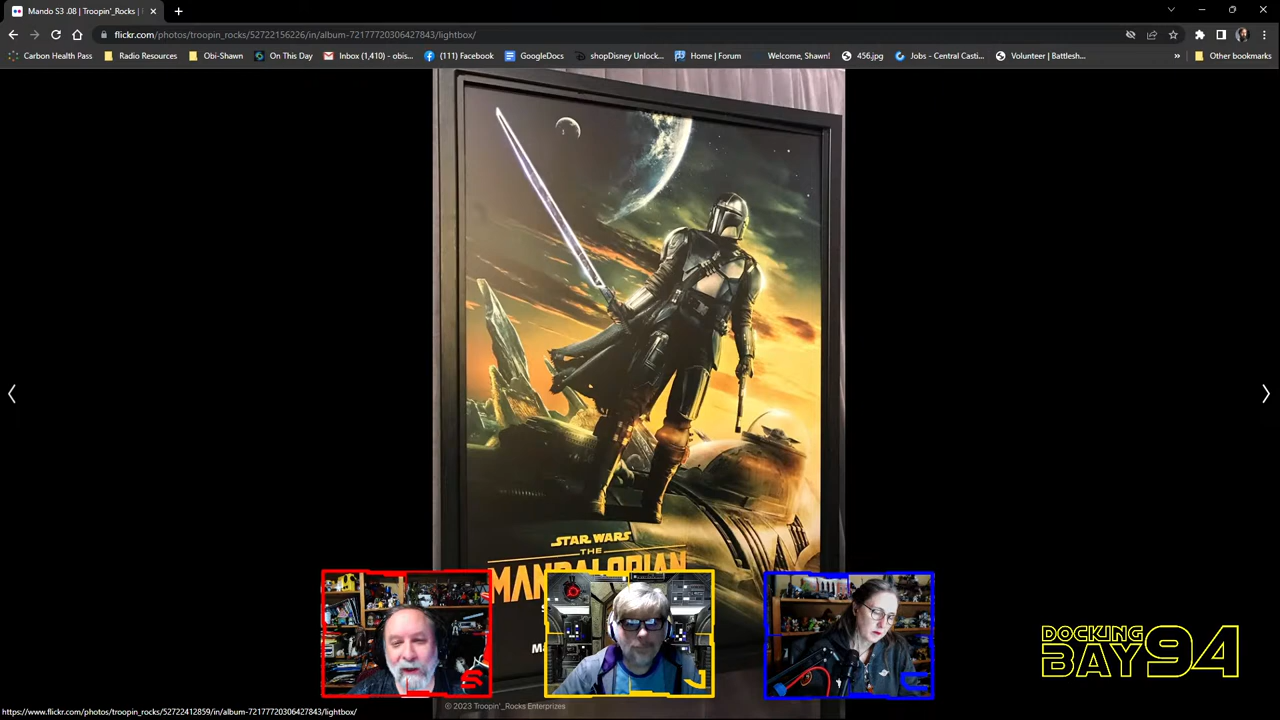 Mando S3 .08 | Troopin'_Rocks |
flickr.com/photos/troopin_rocks/52722156226/in/album-72177720306427843/lightbox/
Carbon Health Pass
Radio Resources
Obi-Shawn
On This Day
Inbox (1,410) - obis...
(111) Facebook
GoogleDocs
shopDisney Unlock...
Home | Forum
Welcome, Shawn!
456.jpg
Jobs - Central Casti...
Volunteer | Battlesh...
»
Other bookmarks
STAR WARS
THE
MANDALORIAN
S
J
DOCKING
BAY 94
https://www.flickr.com/photos/troopin_rocks/52722412859/in/album-72177720306427843/lightbox/
© 2023 Troopin'_Rocks Enterprizes